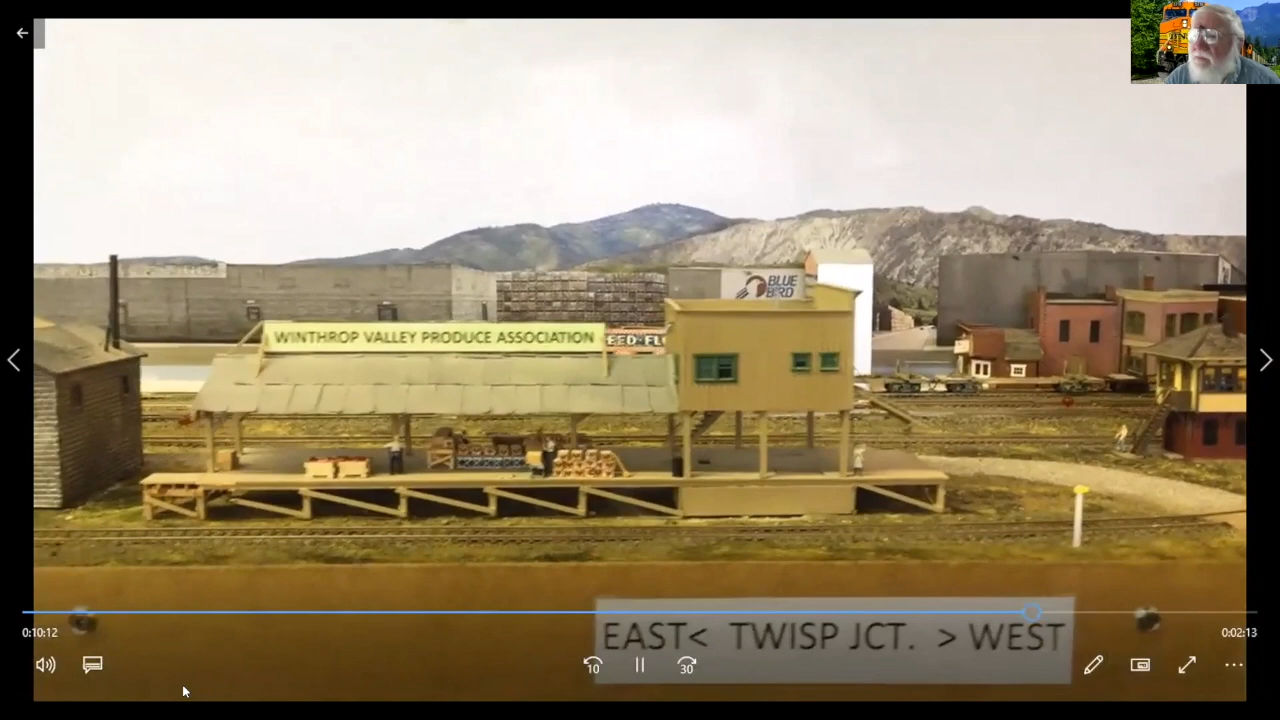 BLUE
BIRD
WINTHROP VALLEY PRODUCE ASSOCIATION
EED-FL
EAST< TWISP JCT. > WEST
0:10:12
0:02:13
10
30